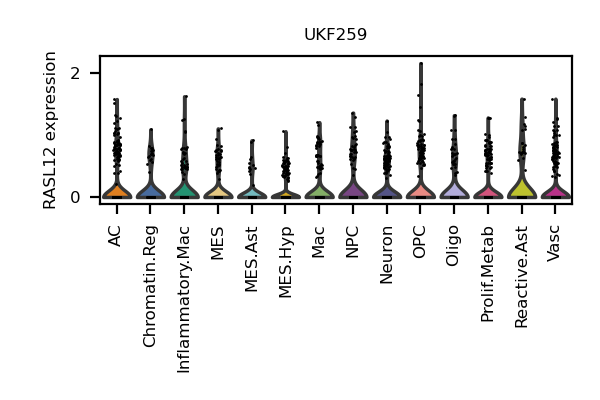 UKF259
RASL12 expression
2
0
AC
Chromatin.Reg
Inflammatory.Mac
MES
MES.Ast
MES.Hyp
Mac
NPC
Neuron
OPC
Oligo
Prolif.Metab
Reactive.Ast
Vasc